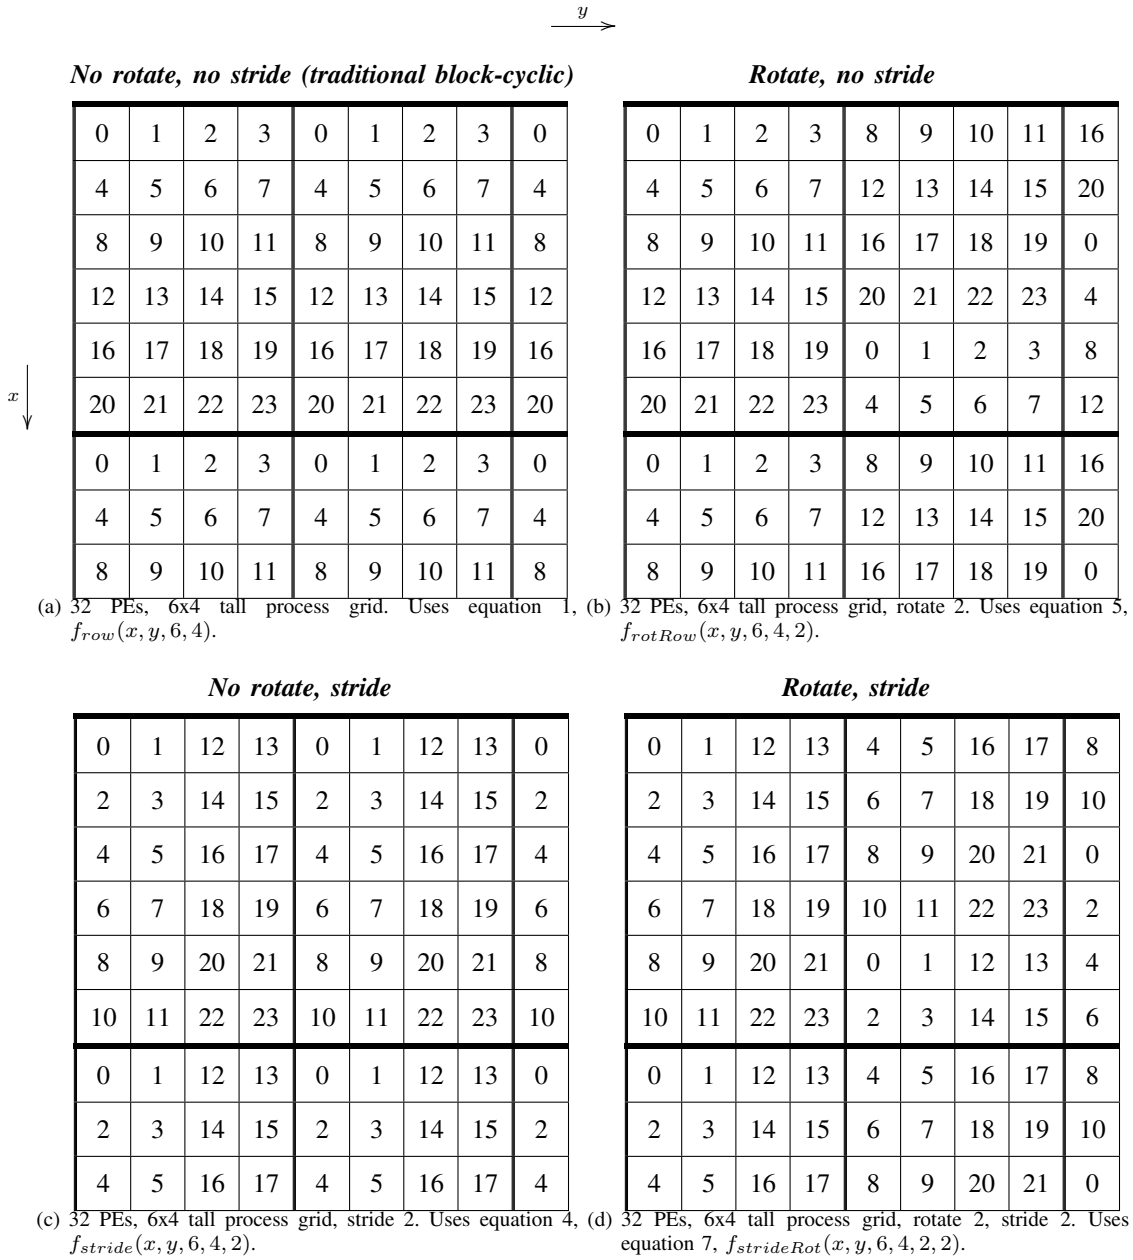 y
No rotate, no stride (traditional block-cyclic)
0 1 2 3 0 1 2 3 0
4 5 6 7 4 5 6 7 4
8 9 10 11 8 9 10 11 8
12 13 14 15 12 13 14 15 12
16 17 18 19 16 17 18 19 16
x
20 21 22 23 20 21 22 23 20
0 1 2 3 0 1 2 3 0
4 5 6 7 4 5 6 7 4
8 9 10 11 8 9 10 11 8
(a) 32 PEs, 6x4 tall process grid. Uses equation 1,
f_row(x, y, 6, 4).
Rotate, no stride
0 1 2 3 8 9 10 11 16
4 5 6 7 12 13 14 15 20
8 9 10 11 16 17 18 19 0
12 13 14 15 20 21 22 23 4
16 17 18 19 0 1 2 3 8
20 21 22 23 4 5 6 7 12
0 1 2 3 8 9 10 11 16
4 5 6 7 12 13 14 15 20
8 9 10 11 16 17 18 19 0
(b) 32 PEs, 6x4 tall process grid, rotate 2. Uses equation 5,
f_rotRow(x, y, 6, 4, 2).
No rotate, stride
0 1 12 13 0 1 12 13 0
2 3 14 15 2 3 14 15 2
4 5 16 17 4 5 16 17 4
6 7 18 19 6 7 18 19 6
8 9 20 21 8 9 20 21 8
10 11 22 23 10 11 22 23 10
0 1 12 13 0 1 12 13 0
2 3 14 15 2 3 14 15 2
4 5 16 17 4 5 16 17 4
(c) 32 PEs, 6x4 tall process grid, stride 2. Uses equation 4,
f_stride(x, y, 6, 4, 2).
Rotate, stride
0 1 12 13 4 5 16 17 8
2 3 14 15 6 7 18 19 10
4 5 16 17 8 9 20 21 0
6 7 18 19 10 11 22 23 2
8 9 20 21 0 1 12 13 4
10 11 22 23 2 3 14 15 6
0 1 12 13 4 5 16 17 8
2 3 14 15 6 7 18 19 10
4 5 16 17 8 9 20 21 0
(d) 32 PEs, 6x4 tall process grid, rotate 2, stride 2. Uses
equation 7, f_strideRot(x, y, 6, 4, 2, 2).